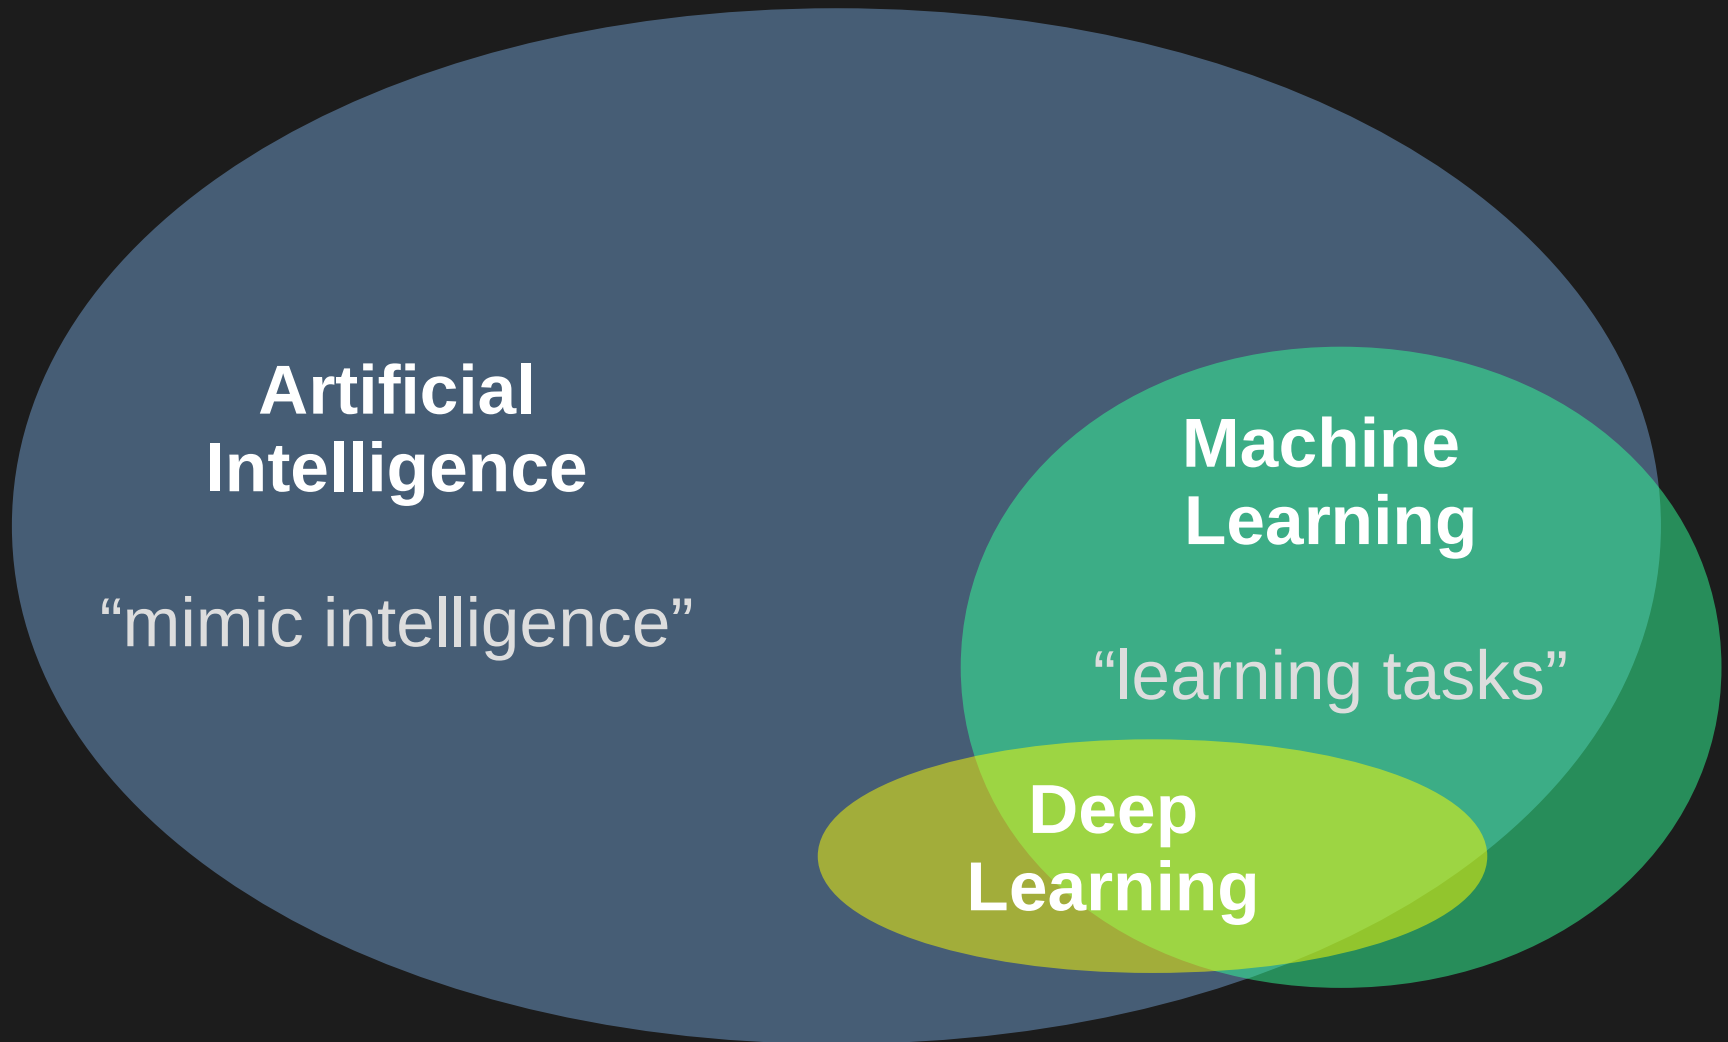 Artificial
Intelligence
“mimic intelligence”
Machine
Learning
“learning tasks”
Deep
Learning